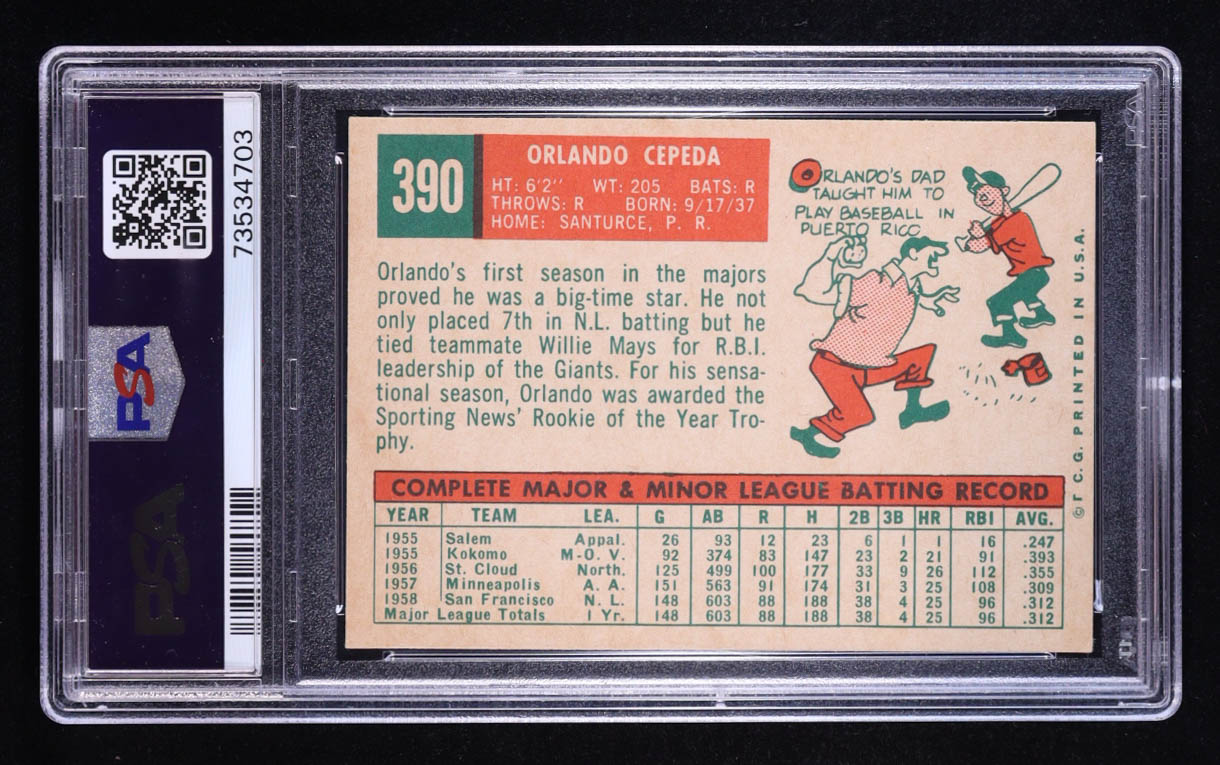 73534703
PSA
PSA
390
ORLANDO CEPEDA
HT: 6'2'' WT: 205 BATS: R
THROWS: R BORN: 9/17/37
HOME: SANTURCE, P. R.
Orlando's first season in the majors
proved he was a big-time star. He not
only placed 7th in N.L. batting but he
tied teammate Willie Mays for R.B.I.
leadership of the Giants. For his sensa-
tional season, Orlando was awarded the
Sporting News' Rookie of the Year Tro-
phy.
ORLANDO'S DAD
TAUGHT HIM TO
PLAY BASEBALL IN
PUERTO RICO
© T. C. G. PRINTED IN U.S.A.
COMPLETE MAJOR & MINOR LEAGUE BATTING RECORD
YEAR TEAM LEA. G AB R H 2B 3B HR RBI AVG.
1955 Salem Appal. 26 93 12 23 6 1 1 16 .247
1955 Kokomo M-O. V. 92 374 83 147 23 2 21 91 .393
1956 St. Cloud North. 125 499 100 177 33 9 26 112 .355
1957 Minneapolis A. A. 151 563 91 174 31 3 25 108 .309
1958 San Francisco N. L. 148 603 88 188 38 4 25 96 .312
Major League Totals 1 Yr. 148 603 88 188 38 4 25 96 .312